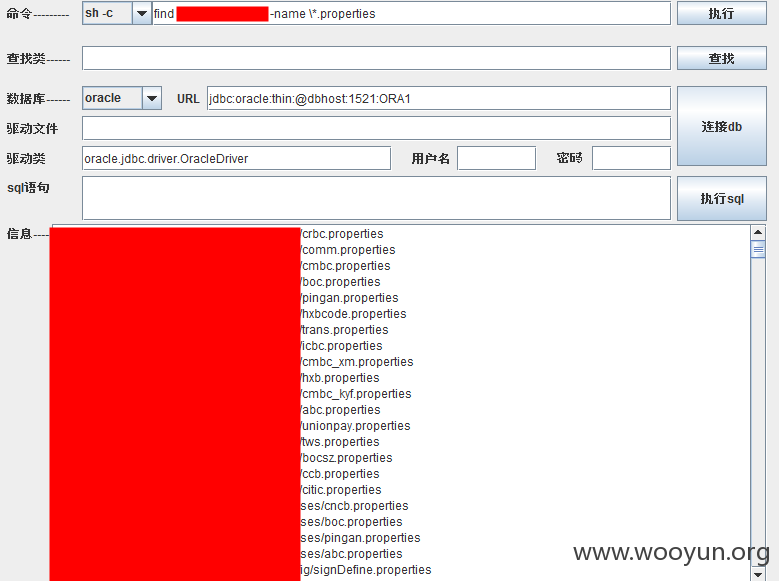 命令--------- sh -c find -name \*.properties 执行
查找类------ 查找
数据库------ oracle URL jdbc:oracle:thin:@dbhost:1521:ORA1 连接db
驱动文件
驱动类 oracle.jdbc.driver.OracleDriver 用户名 密码
sql语句 执行sql
信息---- /crbc.properties
/comm.properties
/cmbc.properties
/boc.properties
/pingan.properties
/hxbcode.properties
/trans.properties
/icbc.properties
/cmbc_xm.properties
/hxb.properties
/cmbc_kyf.properties
/abc.properties
/unionpay.properties
/tws.properties
/bocsz.properties
/ccb.properties
/citic.properties
ses/cncb.properties
ses/boc.properties
ses/pingan.properties
ses/abc.properties
ig/signDefine.properties
www.wooyun.org